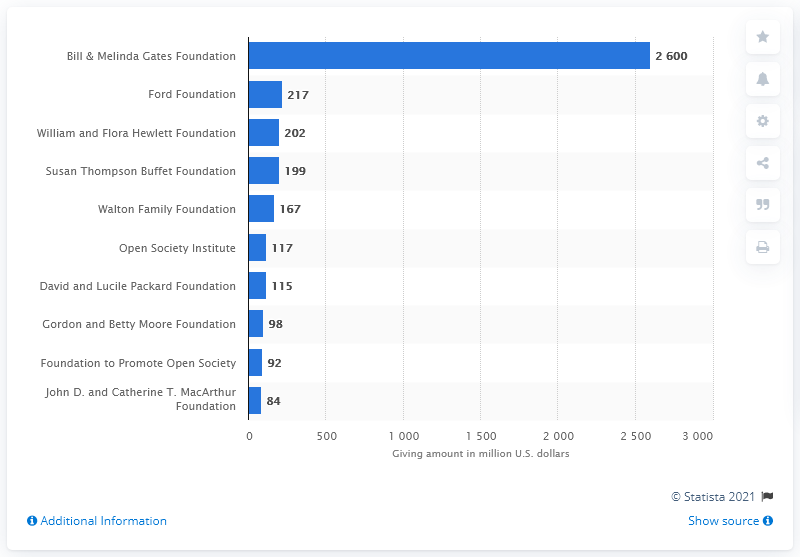 Bill & Melinda Gates Foundation 2 600
Ford Foundation 217
William and Flora Hewlett Foundation 202
Susan Thompson Buffet Foundation 199
Walton Family Foundation 167
Open Society Institute 117
David and Lucile Packard Foundation 115
Gordon and Betty Moore Foundation 98
Foundation to Promote Open Society 92
John D. and Catherine T. MacArthur
Foundation 84
0 500 1 000 1 500 2 000 2 500 3 000
Giving amount in million U.S. dollars
© Statista 2021
Additional Information Show source